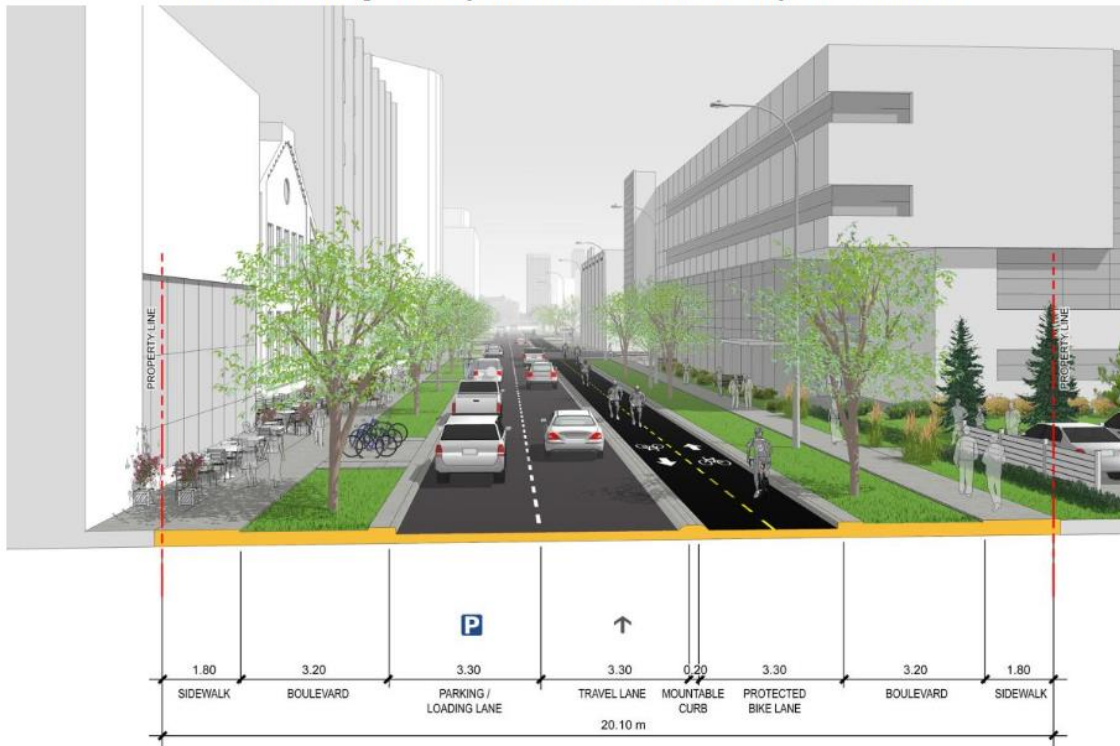 PROPERTY LINE
PROPERTY LINE
P
1.80 3.20 3.30 3.30 0.20 3.30 3.20 1.80
SIDEWALK BOULEVARD PARKING / TRAVEL LANE MOUNTABLE PROTECTED BOULEVARD SIDEWALK
LOADING LANE CURB BIKE LANE
20.10 m